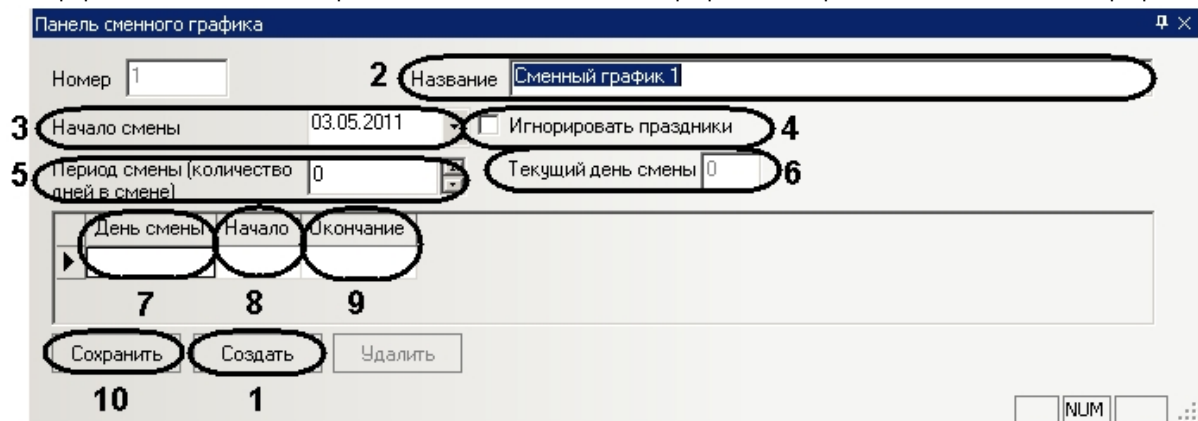 Панель сменного графика
Номер 1 2 Название Сменный график 1
3 Начало смены 03.05.2011 Игнорировать праздники 4
5 Период смены (количество дней в смене) 0 Текущий день смены 0 6
День смены Начало Окончание
7 8 9
Сохранить Создать Удалить
10 1
NUM